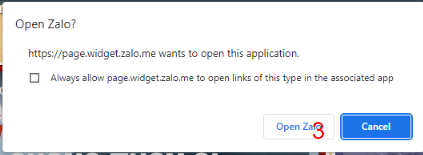 Open Zalo?
https://page.widget.zalo.me wants to open this application.
Always allow page.widget.zalo.me to open links of this type in the associated app
Open Zalo
3
Cancel